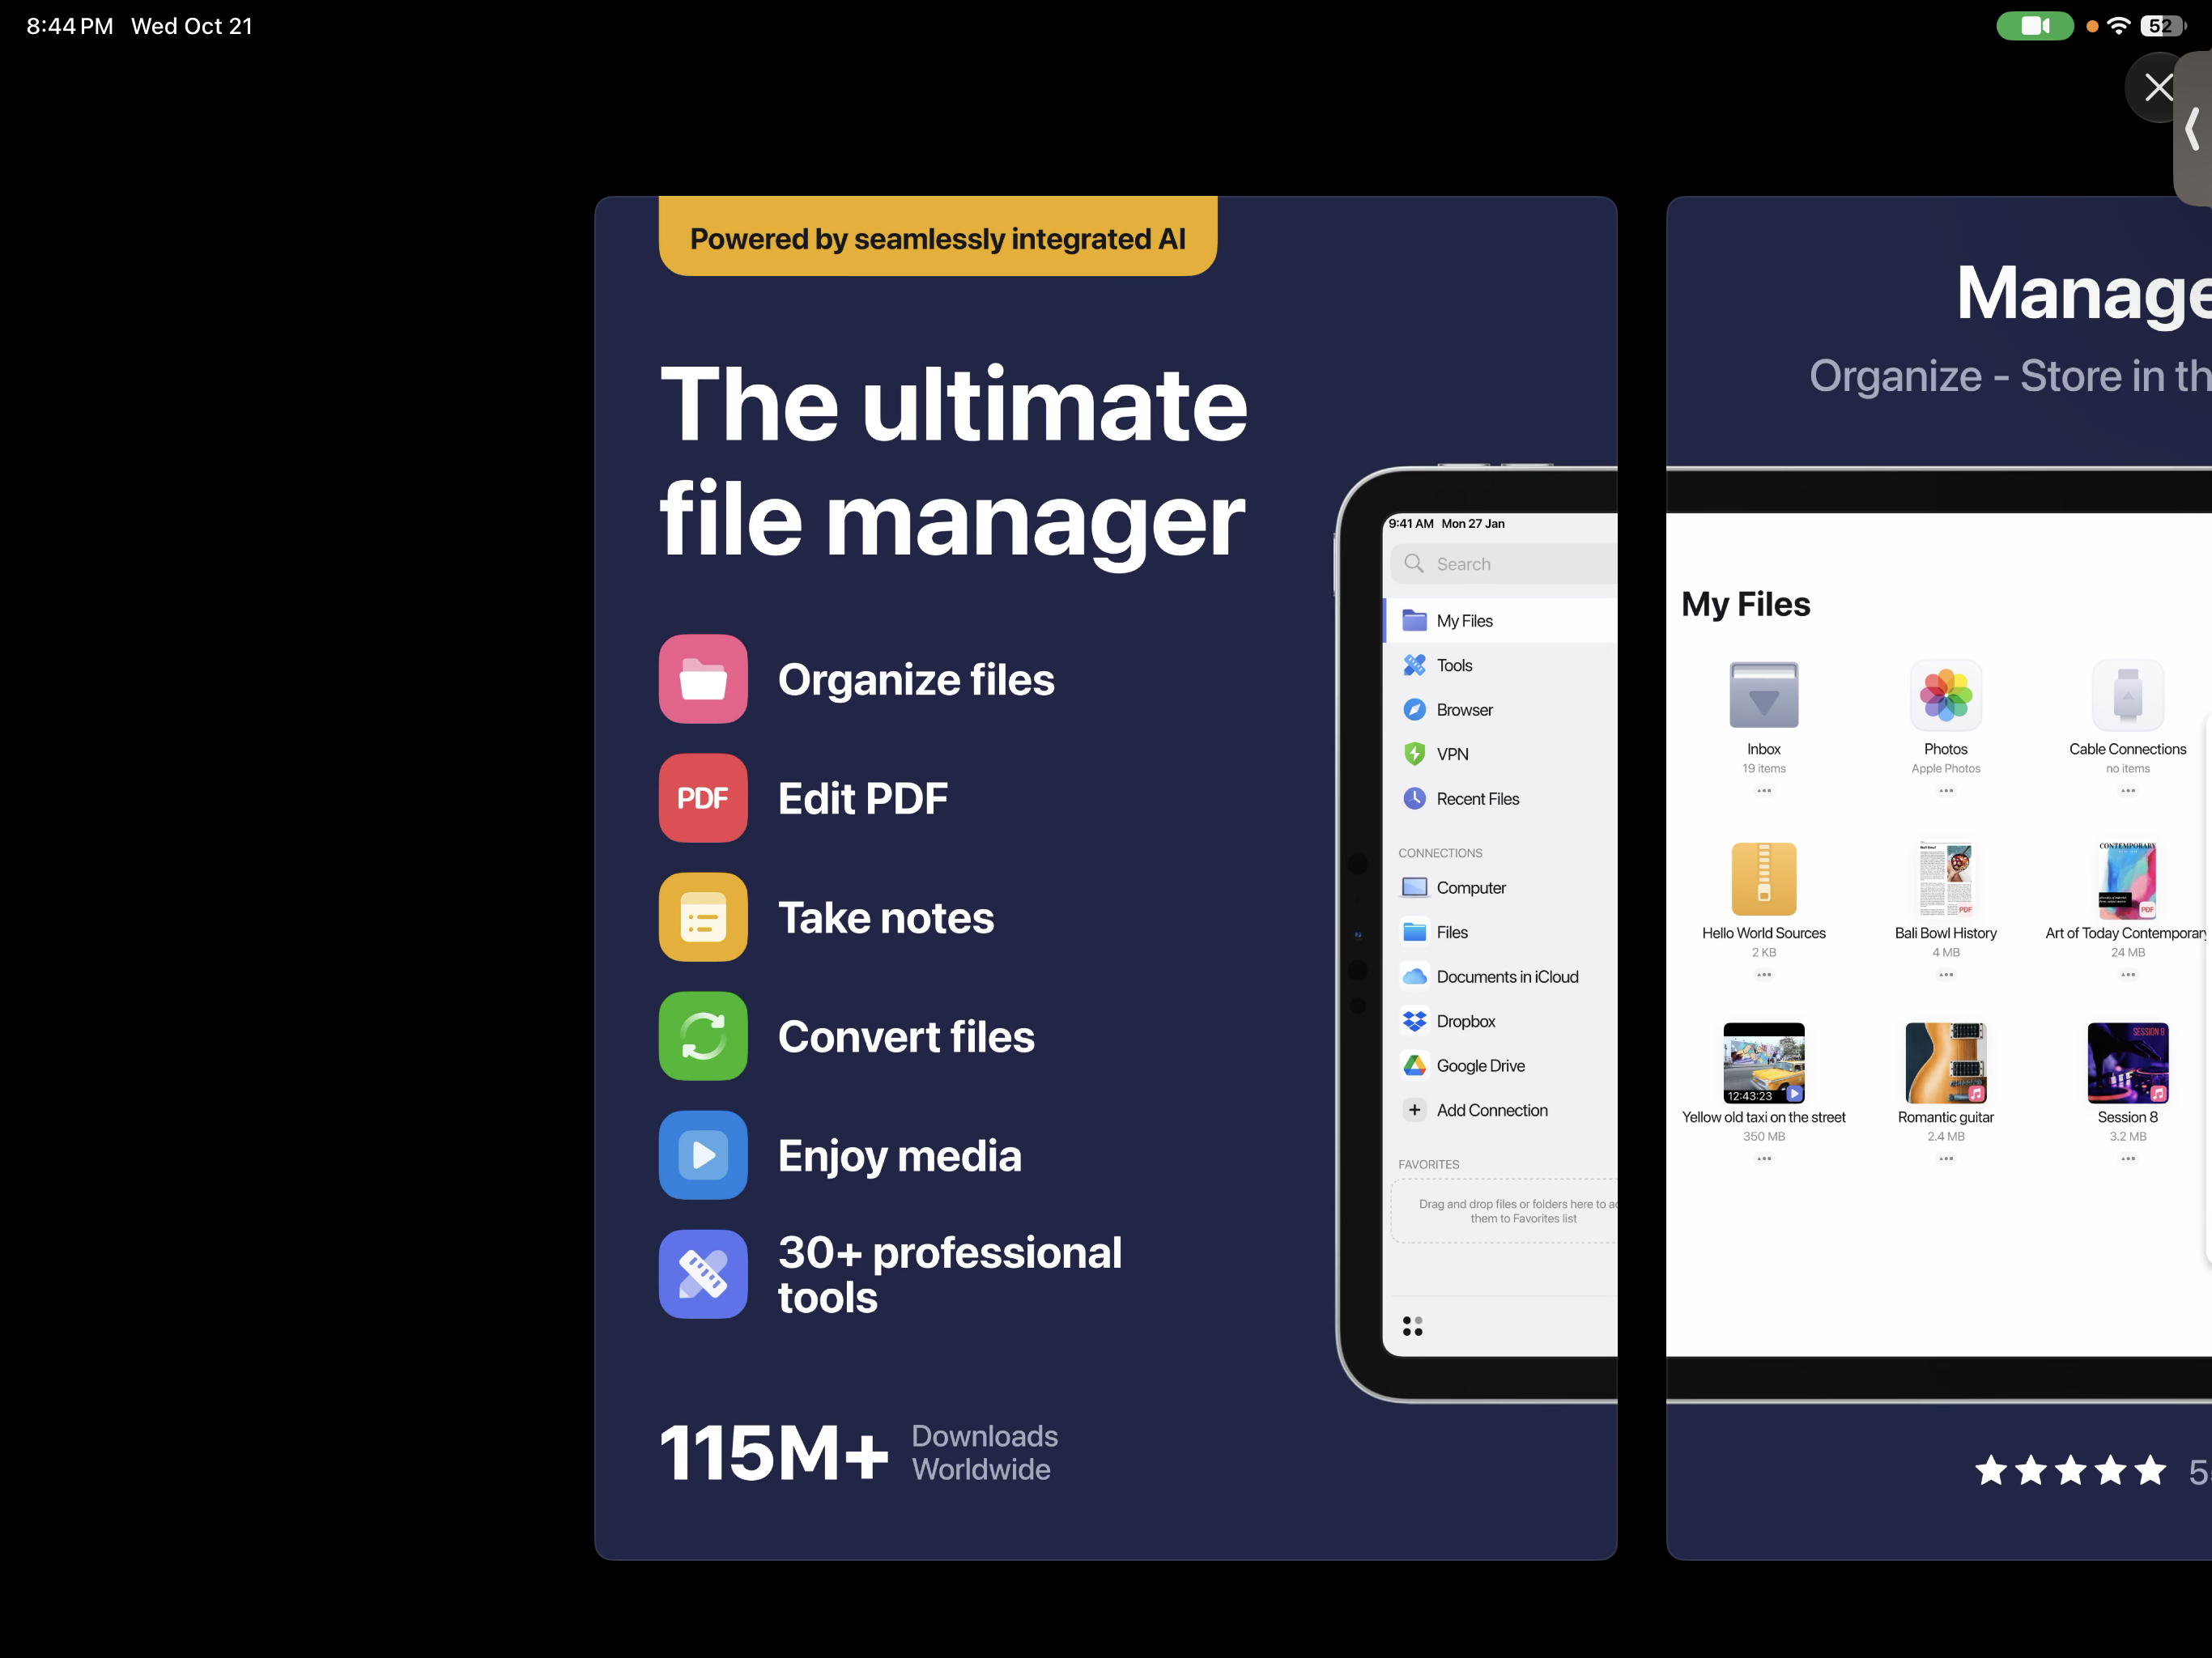 8:44 PM Wed Oct 21
52
Powered by seamlessly integrated AI
The ultimate
file manager
Organize files
PDF
Edit PDF
Take notes
Convert files
Enjoy media
30+ professional
tools
115M+
Downloads
Worldwide
9:41 AM Mon 27 Jan
Search
My Files
Tools
Browser
VPN
Recent Files
CONNECTIONS
Computer
Files
Documents in iCloud
Dropbox
Google Drive
Add Connection
FAVORITES
Drag and drop files or folders here to
them to Favorites list
Manage
Organize - Store in
My Files
Inbox
19 items
Photos
Apple Photos
Cable Connections
no items
Hello World Sources
2 KB
PDF
Bali Bowl History
4 MB
CONTEMPORARY
PDF
Art of Today Contemporary
24 MB
12:43:23
Yellow old taxi on the street
350 MB
Romantic guitar
2.4 MB
SESSION 8
Session 8
3.2 MB
5